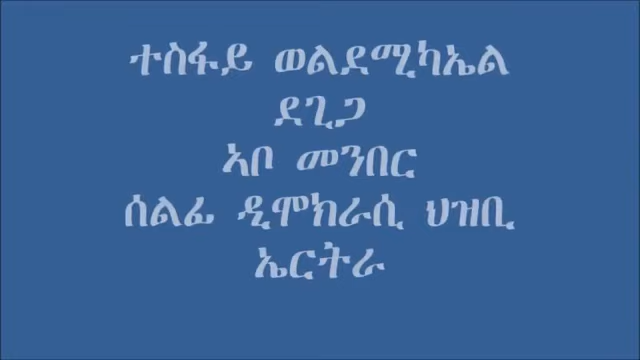 ተስፋይ ወልደሚካኤል
ደጊጋ
ኣቦ መንበር
ሰልፊ ዲሞክራሲ ህዝቢ
ኤርትራ